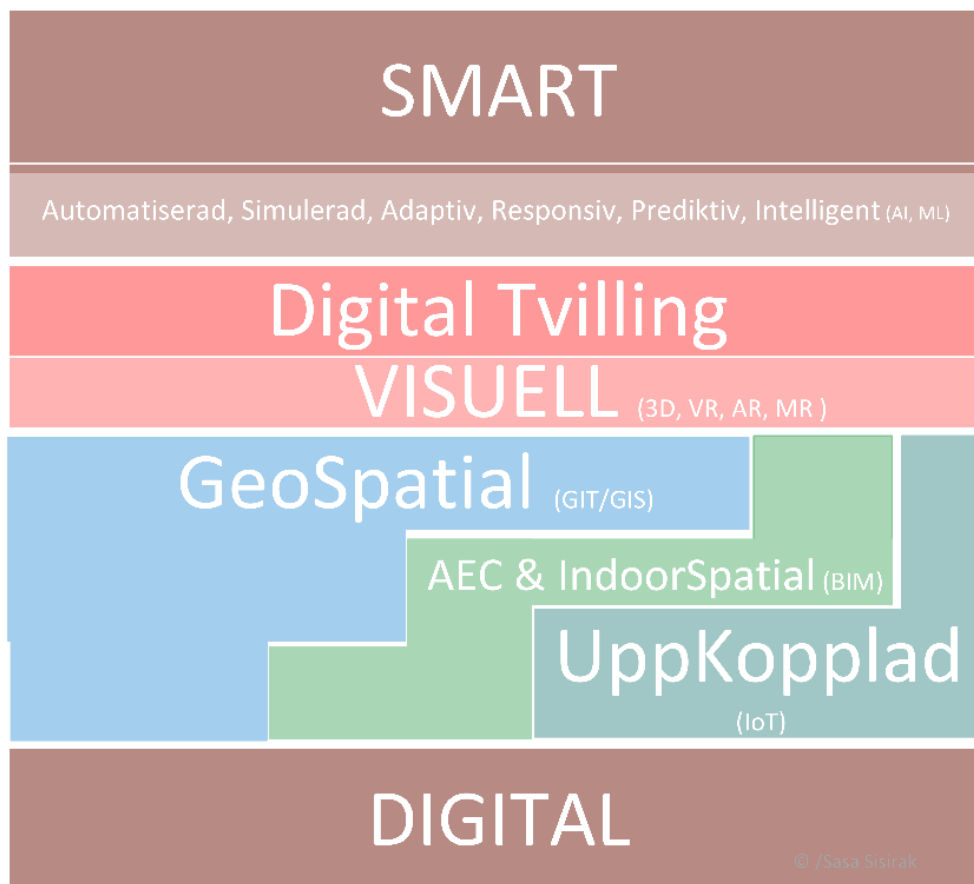 SMART
Automatiserad, Simulerad, Adaptiv, Responsiv, Prediktiv, Intelligent (AI, ML)
Digital Tvilling
VISUELL (3D, VR, AR, MR )
GeoSpatial (GIT/GIS)
AEC & IndoorSpatial (BIM)
UppKopplad
(IoT)
DIGITAL
© /Sasa Sisirak